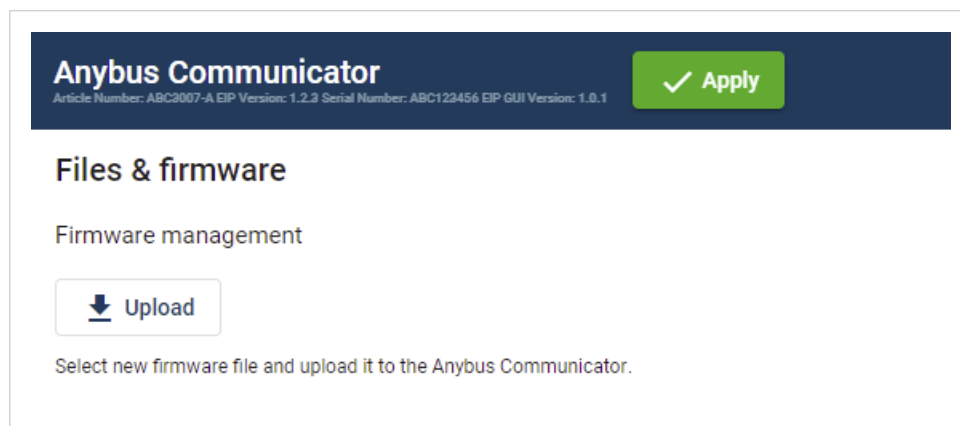 Anybus Communicator
Article Number: ABC3007-A EIP Version: 1.2.3 Serial Number: ABC123456 EIP GUI Version: 1.0.1
Apply
Files & firmware
Firmware management
Upload
Select new firmware file and upload it to the Anybus Communicator.